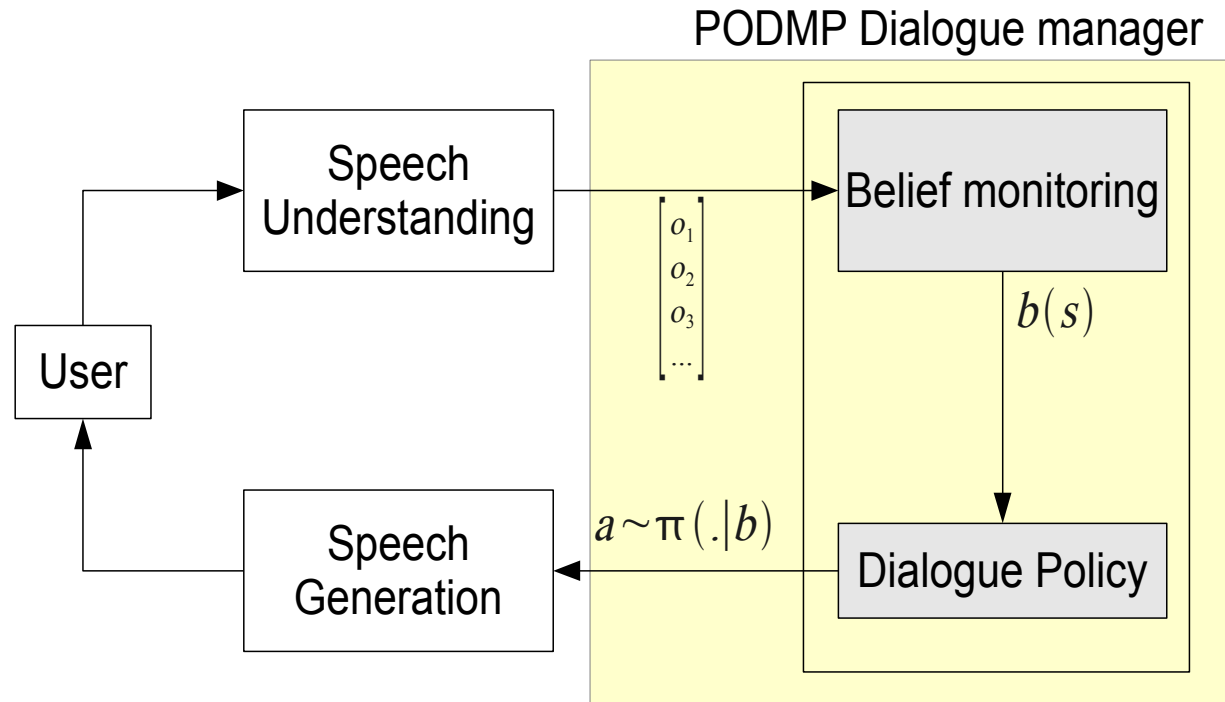 PODMP Dialogue manager
Speech
Understanding
Belief monitoring
o₁
o₂
o₃
...
b(s)
User
a~π(.|b)
Speech
Generation
Dialogue Policy